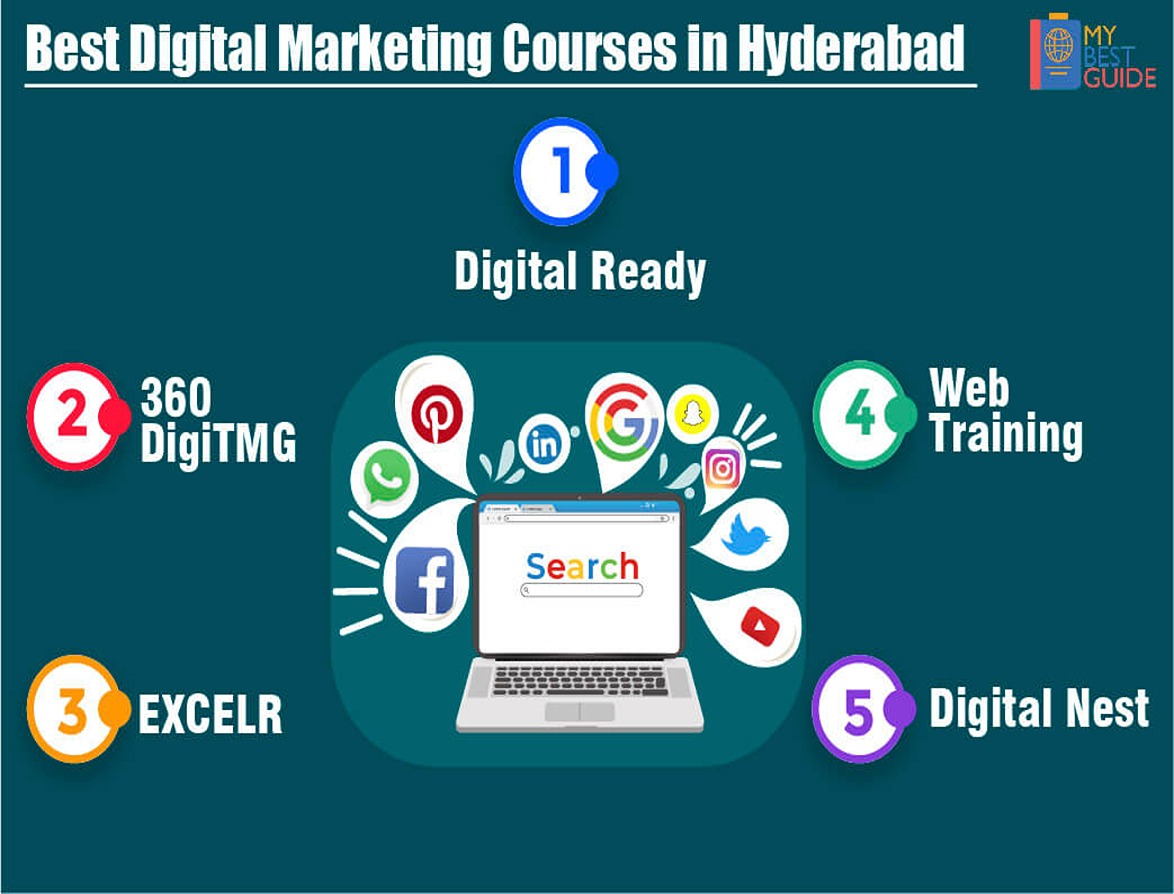 Best Digital Marketing Courses in Hyderabad
MY
BEST
GUIDE
1
Digital Ready
2
360
DigiTMG
3
EXCELR
4
Web
Training
5
Digital Nest
in
G
f
Search